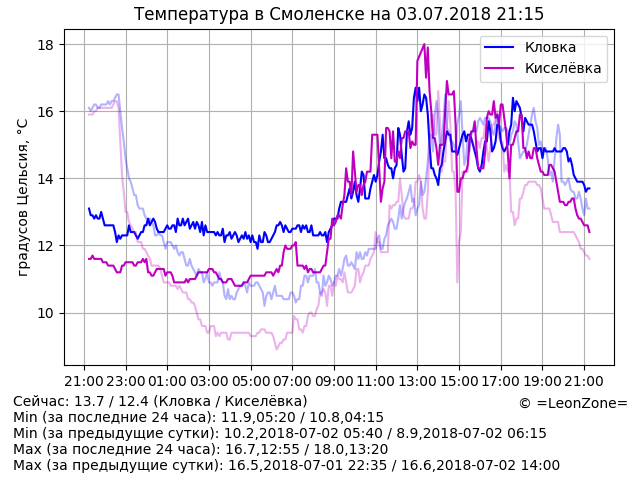 Температура в Смоленске на 03.07.2018 21:15
градусов Цельсия, °C
18
16
14
12
10
Кловка
Киселёвка
21:00 23:00 01:00 03:00 05:00 07:00 09:00 11:00 13:00 15:00 17:00 19:00 21:00
Сейчас: 13.7 / 12.4 (Кловка / Киселёвка)
© =LeonZone=
Min (за последние 24 часа): 11.9,05:20 / 10.8,04:15
Min (за предыдущие сутки): 10.2,2018-07-02 05:40 / 8.9,2018-07-02 06:15
Max (за последние 24 часа): 16.7,12:55 / 18.0,13:20
Max (за предыдущие сутки): 16.5,2018-07-01 22:35 / 16.6,2018-07-02 14:00